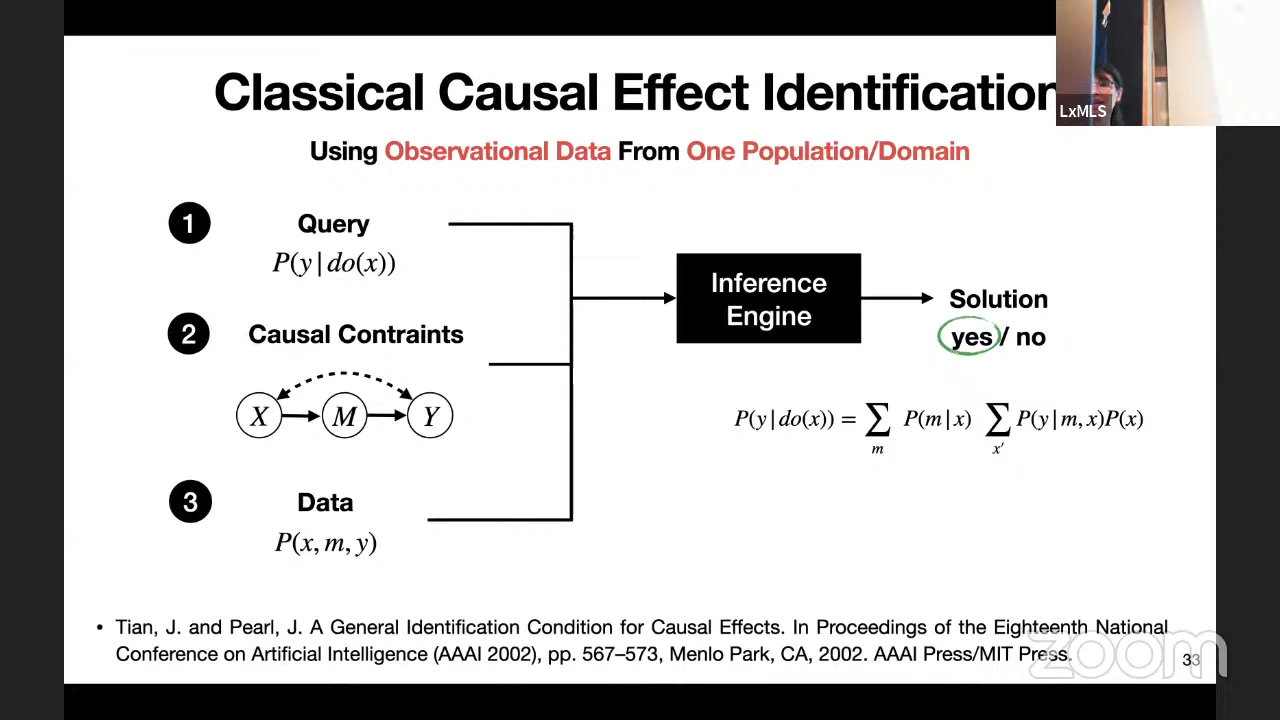 Classical Causal Effect Identification
LxMLS
Using Observational Data From One Population/Domain
1 Query
P(y|do(x))
2 Causal Contraints
X M Y
3 Data
P(x, m, y)
Inference
Engine
Solution
yes / no
P(y|do(x)) = ∑ₘ P(m|x) ∑ₓ′ P(y|m, x)P(x)
• Tian, J. and Pearl, J. A General Identification Condition for Causal Effects. In Proceedings of the Eighteenth National
Conference on Artificial Intelligence (AAAI 2002), pp. 567–573, Menlo Park, CA, 2002. AAAI Press/MIT Press.
zoom
33